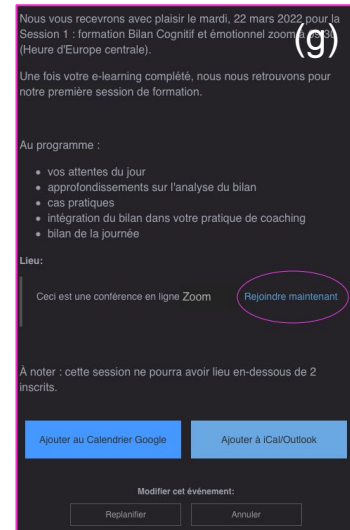 Nous vous recevrons avec plaisir le mardi, 22 mars 2022 pour la
Session 1 : formation Bilan Cognitif et émotionnel zoom à 09:30
(Heure d'Europe centrale).
(g)
Une fois votre e-learning complété, nous nous retrouvons pour
notre première session de formation.
Au programme :
• vos attentes du jour
• approfondissements sur l'analyse du bilan
• cas pratiques
• intégration du bilan dans votre pratique de coaching
• bilan de la journée
Lieu:
Ceci est une conférence en ligne Zoom Rejoindre maintenant
À noter : cette session ne pourra avoir lieu en-dessous de 2
inscrits.
Ajouter au Calendrier Google Ajouter à iCal/Outlook
Modifier cet événement:
Replanifier Annuler